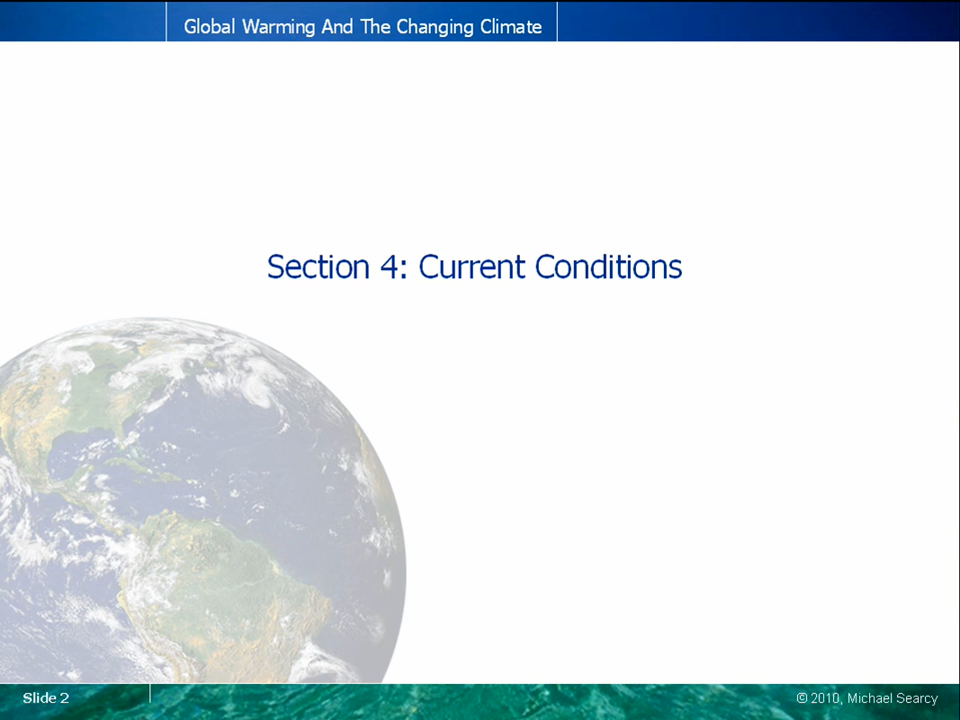 Global Warming And The Changing Climate
Section 4: Current Conditions
Slide 2
© 2010, Michael Searcy